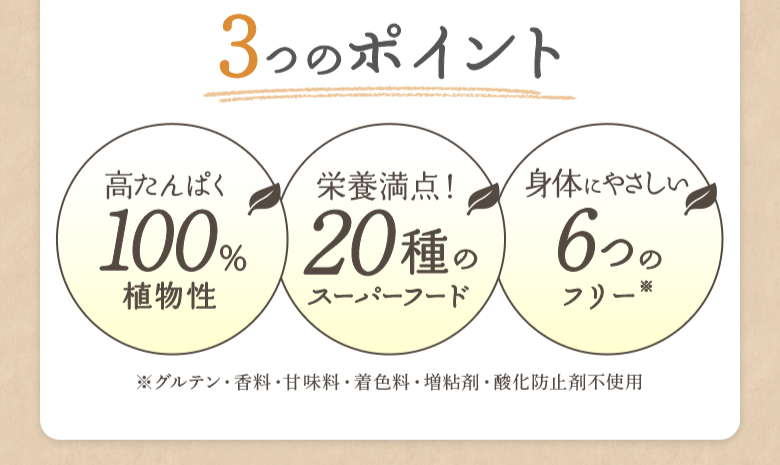 3つのポイント
高たんぱく
100%
植物性
栄養満点！
20種の
スーパーフード
身体にやさしい
6つの
フリー※
※グルテン・香料・甘味料・着色料・増粘剤・酸化防止剤不使用